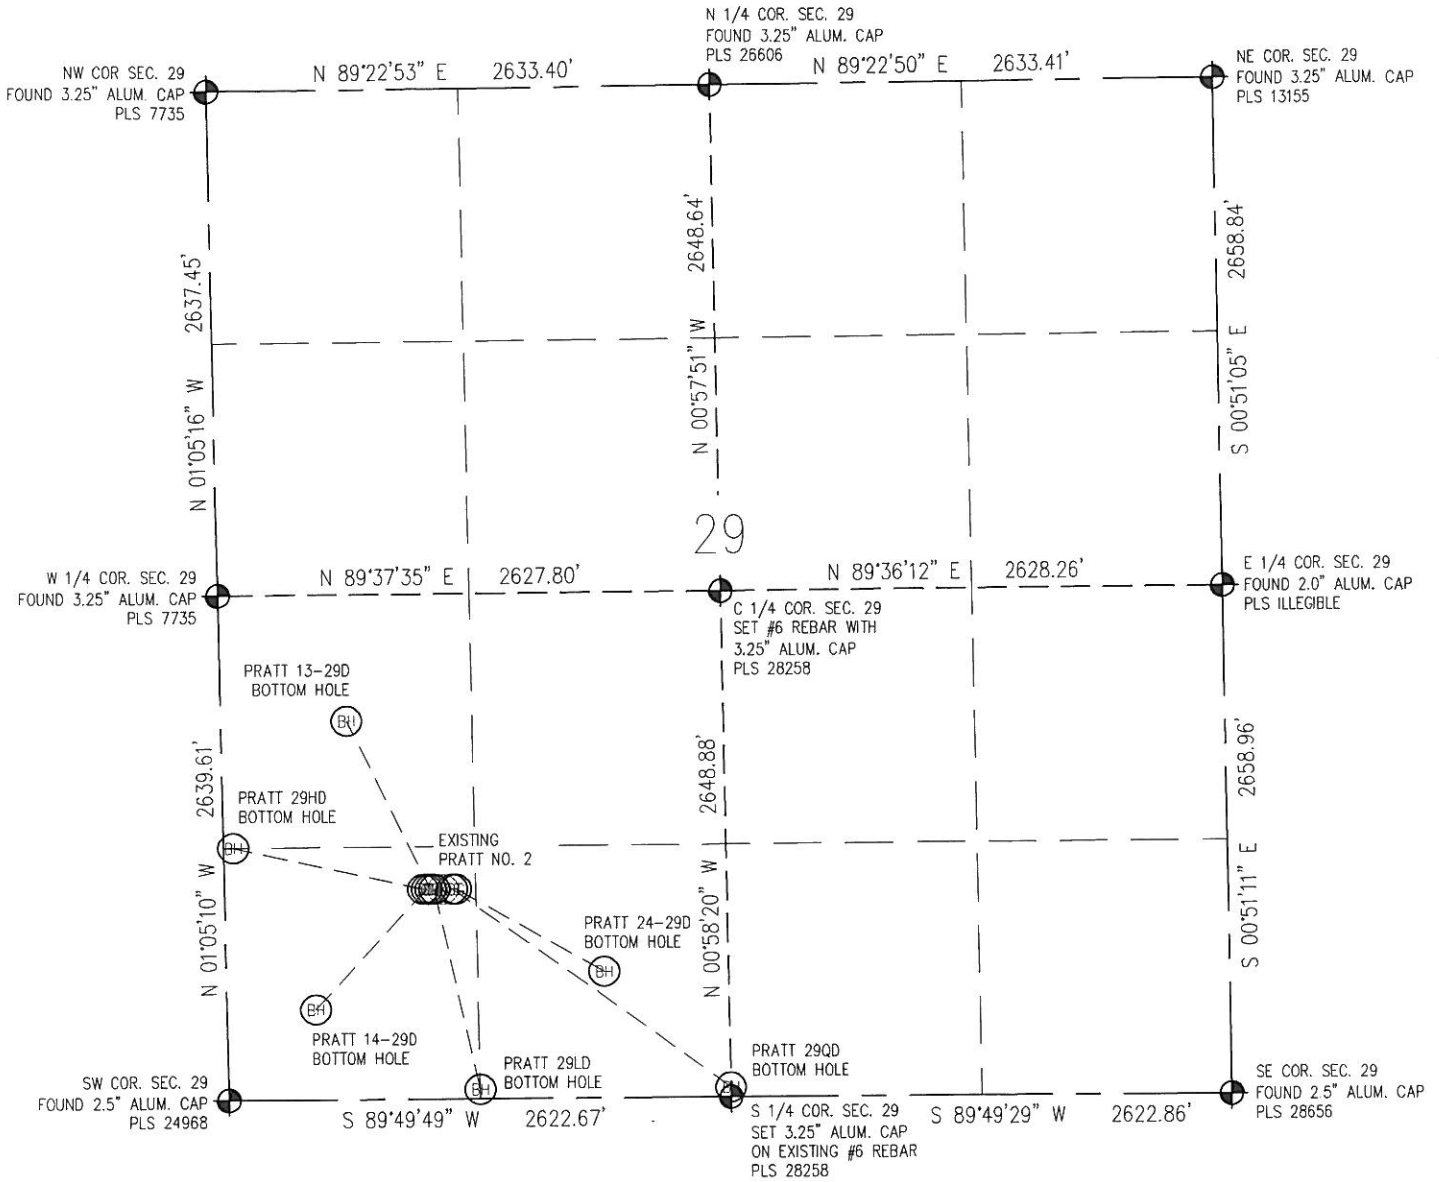 N 1/4 COR. SEC. 29
FOUND 3.25" ALUM. CAP
PLS 26606
NW COR SEC. 29
FOUND 3.25" ALUM. CAP
PLS 7735
N 89°22'53" E 2633.40'
N 89°22'50" E 2633.41'
NE COR. SEC. 29
FOUND 3.25" ALUM. CAP
PLS 13155
N 01°05'16" W 2637.45'
N 00°57'51" W 2648.64'
S 00°51'05" E 2658.84'
29
W 1/4 COR. SEC. 29
FOUND 3.25" ALUM. CAP
PLS 7735
N 89°37'35" E 2627.80'
N 89°36'12" E 2628.26'
E 1/4 COR. SEC. 29
FOUND 2.0" ALUM. CAP
PLS ILLEGIBLE
C 1/4 COR. SEC. 29
SET #6 REBAR WITH
3.25" ALUM. CAP
PLS 28258
PRATT 13-29D
BOTTOM HOLE
BH
N 01°05'10" W 2639.61'
N 00°58'20" W 2648.88'
S 00°51'11" E 2658.96'
PRATT 29HD
BOTTOM HOLE
BH
EXISTING
PRATT NO. 2
PRATT 24-29D
BOTTOM HOLE
BH
BH
PRATT 14-29D
BOTTOM HOLE
PRATT 29LD
BOTTOM HOLE
BH
PRATT 29QD
BOTTOM HOLE
BH
SW COR. SEC. 29
FOUND 2.5" ALUM. CAP
PLS 24968
S 89°49'49" W 2622.67'
S 1/4 COR. SEC. 29
SET 3.25" ALUM. CAP
ON EXISTING #6 REBAR
PLS 28258
S 89°49'29" W 2622.86'
SE COR. SEC. 29
FOUND 2.5" ALUM. CAP
PLS 28656